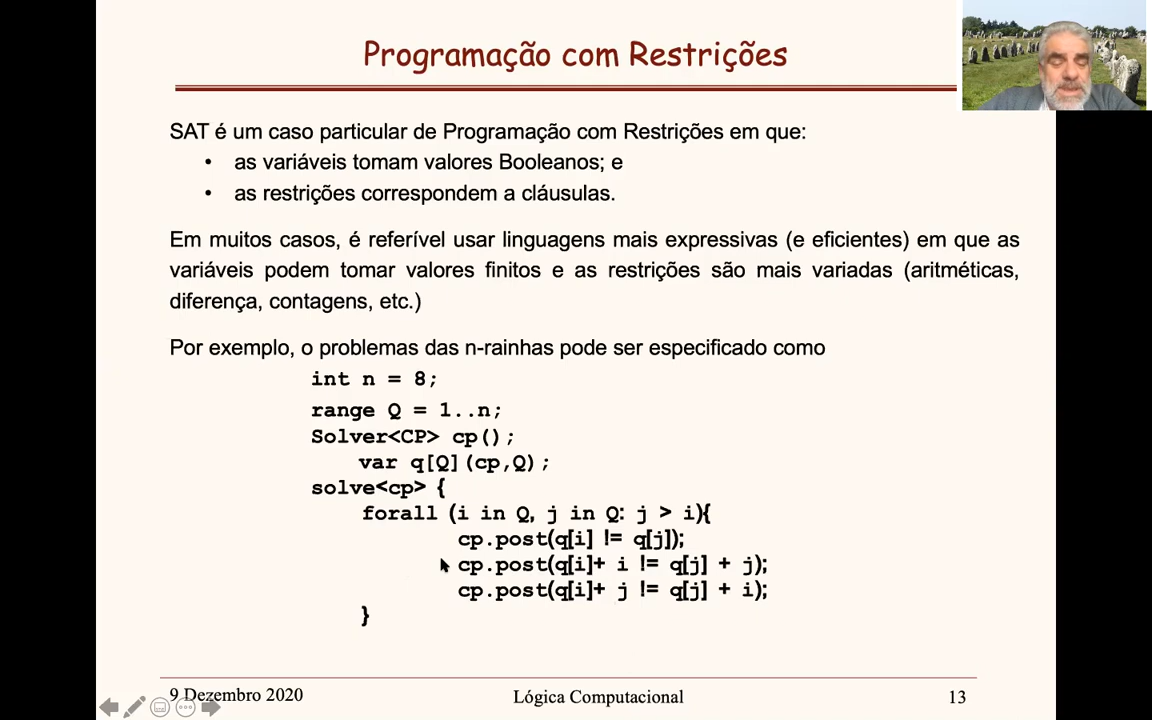 Programação com Restrições
SAT é um caso particular de Programação com Restrições em que:
• as variáveis tomam valores Booleanos; e
• as restrições correspondem a cláusulas.
Em muitos casos, é referível usar linguagens mais expressivas (e eficientes) em que as
variáveis podem tomar valores finitos e as restrições são mais variadas (aritméticas,
diferença, contagens, etc.)
Por exemplo, o problemas das n-rainhas pode ser especificado como
int n = 8;
range Q = 1..n;
Solver<CP> cp();
var q[Q](cp,Q);
solve<cp> {
forall (i in Q, j in Q: j > i){
cp.post(q[i] != q[j]);
cp.post(q[i]+ i != q[j] + j);
cp.post(q[i]+ j != q[j] + i);
}
9 Dezembro 2020
Lógica Computacional
13